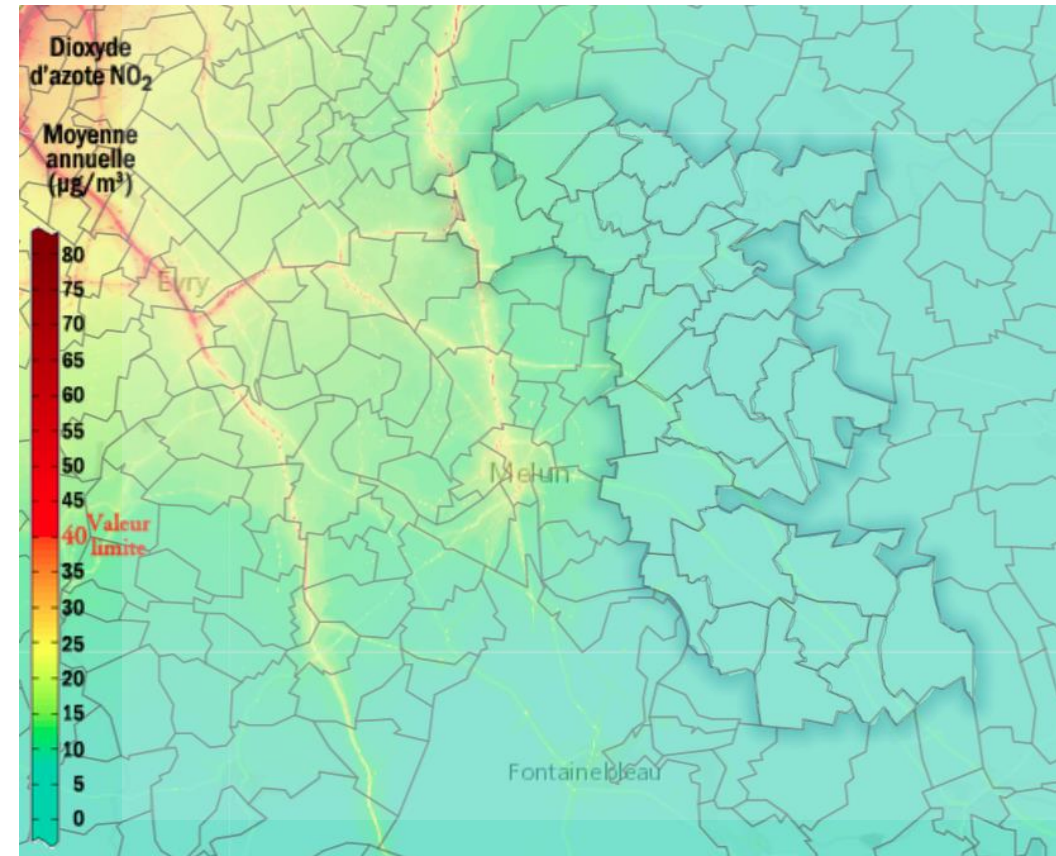 Dioxyde
d'azote NO₂
Moyenne
annuelle
(µg/m³)
80
75
70
65
60
55
50
45
40 Valeur
limite
35
30
25
20
15
10
5
0
Evry
Melun
Fontainebleau